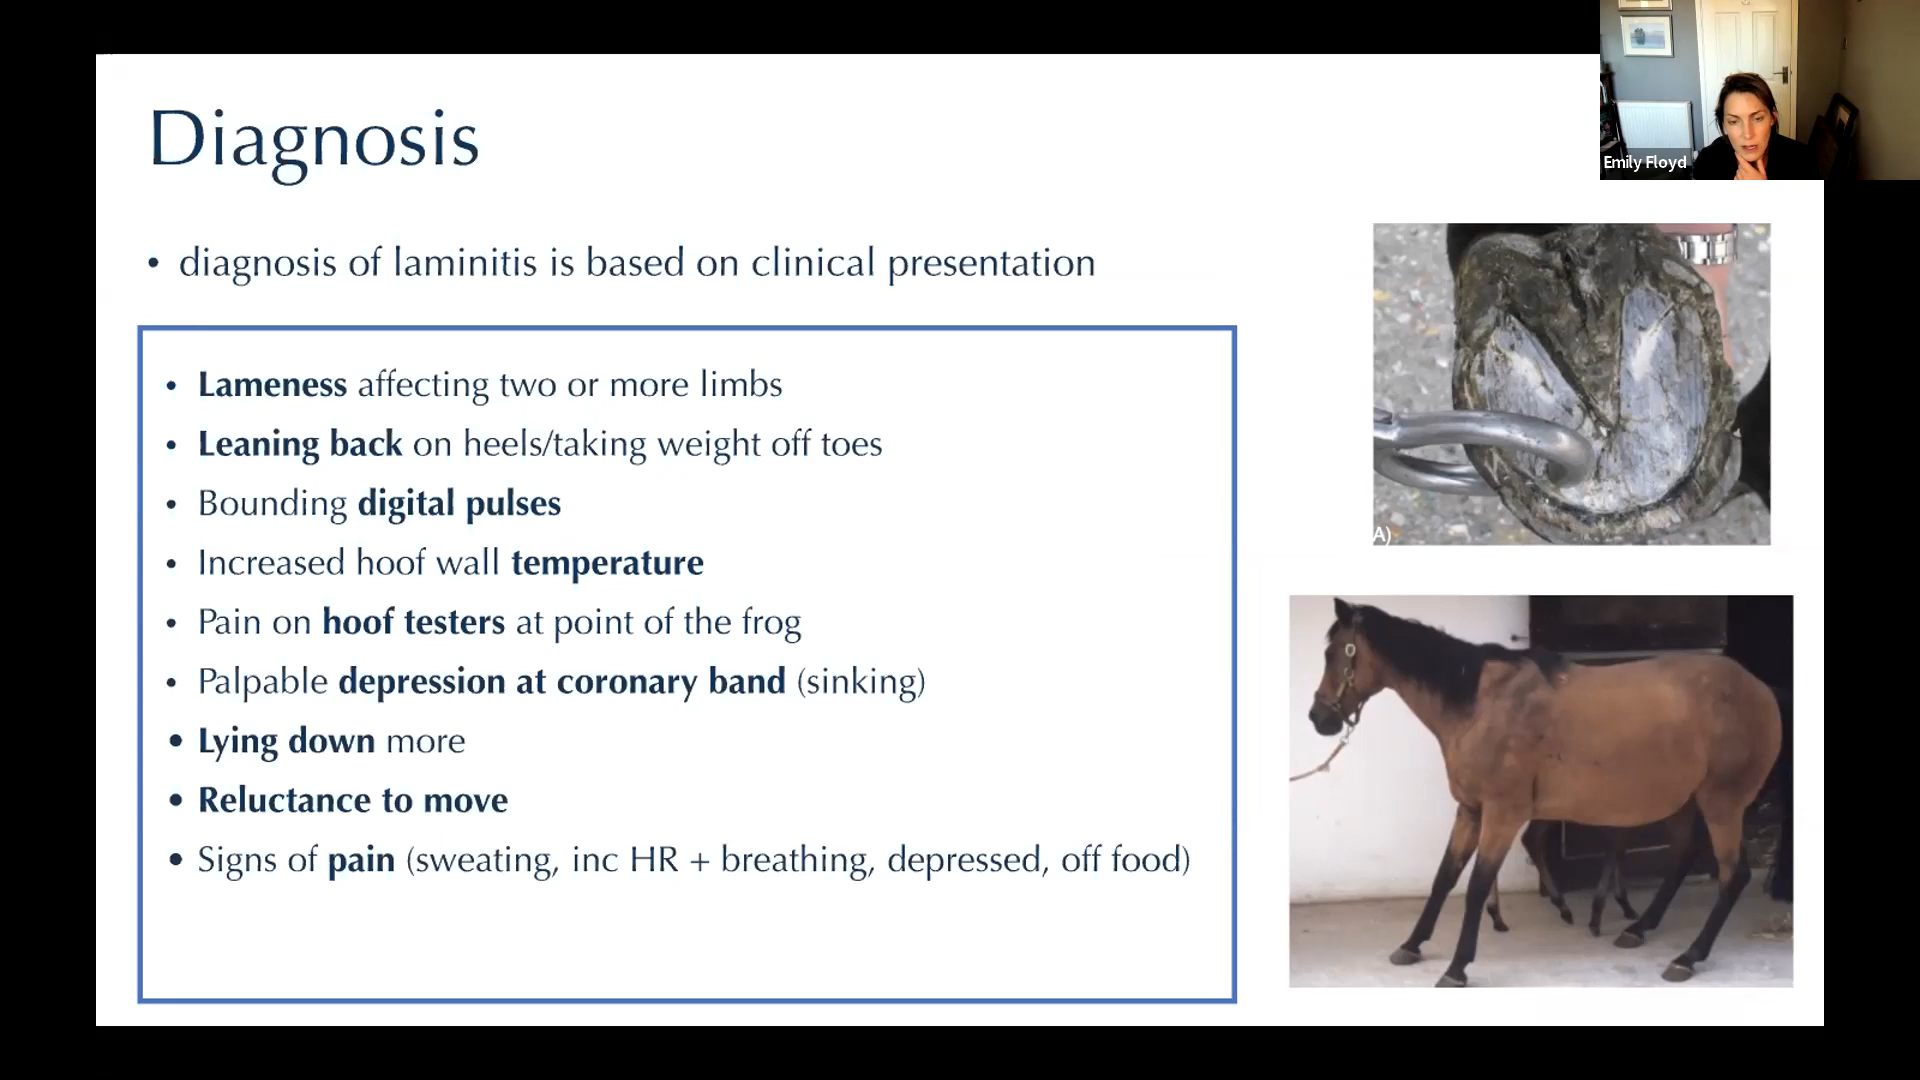 Diagnosis
Emily Floyd
• diagnosis of laminitis is based on clinical presentation
• Lameness affecting two or more limbs
• Leaning back on heels/taking weight off toes
• Bounding digital pulses
• Increased hoof wall temperature
• Pain on hoof testers at point of the frog
• Palpable depression at coronary band (sinking)
• Lying down more
• Reluctance to move
• Signs of pain (sweating, inc HR + breathing, depressed, off food)
A)